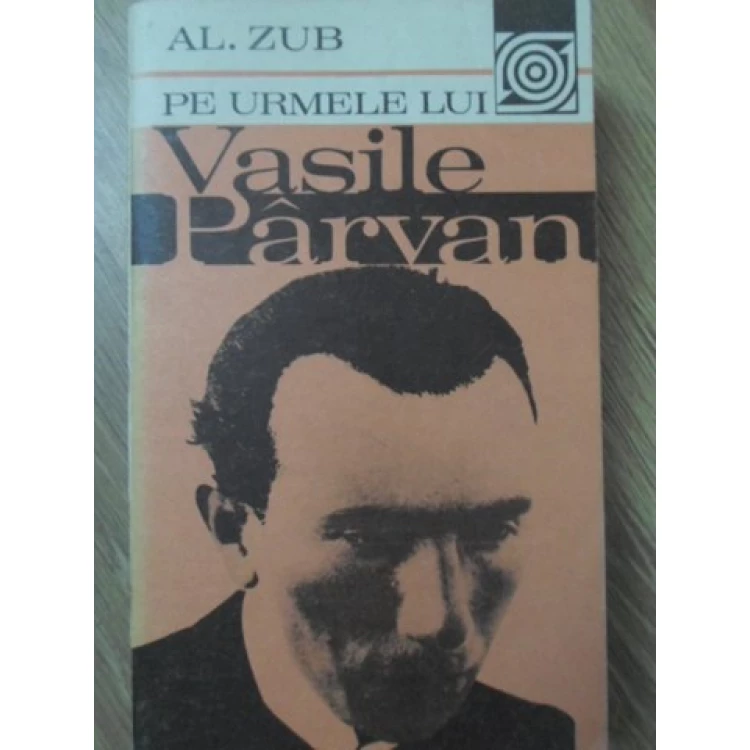 AL. ZUB
PE URMELE LUI
Vasile
Pârvan